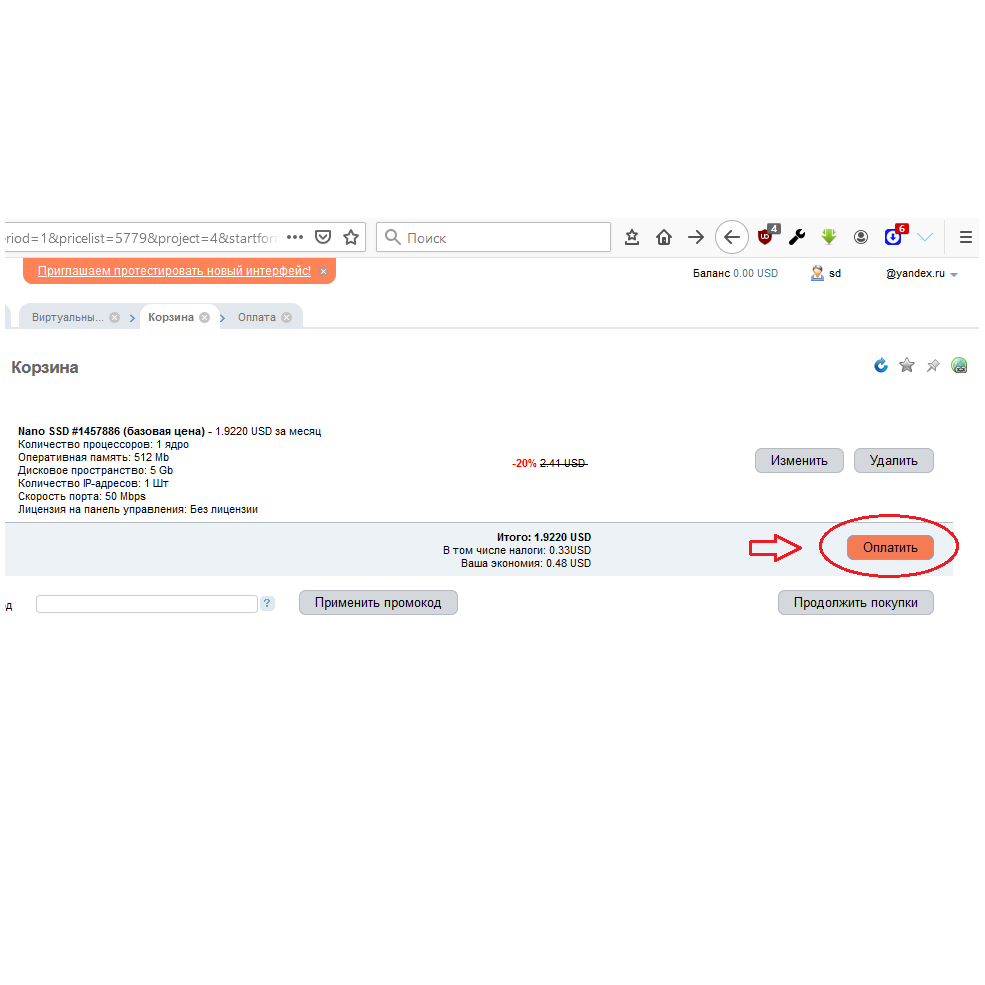 riod=1&pricelist=5779&project=4&startfor
Поиск
4
6
Приглашаем протестировать новый интерфейс! ×
Баланс 0.00 USD
sd
@yandex.ru
Виртуальны...
Корзина
Оплата
Корзина
Nano SSD #1457886 (базовая цена) - 1.9220 USD за месяц
Количество процессоров: 1 ядро
Оперативная память: 512 Mb
Дисковое пространство: 5 Gb
Количество IP-адресов: 1 Шт
Скорость порта: 50 Mbps
Лицензия на панель управления: Без лицензии
-20% 2.41 USD
Изменить
Удалить
Итого: 1.9220 USD
В том числе налоги: 0.33USD
Ваша экономия: 0.48 USD
Оплатить
д
?
Применить промокод
Продолжить покупки